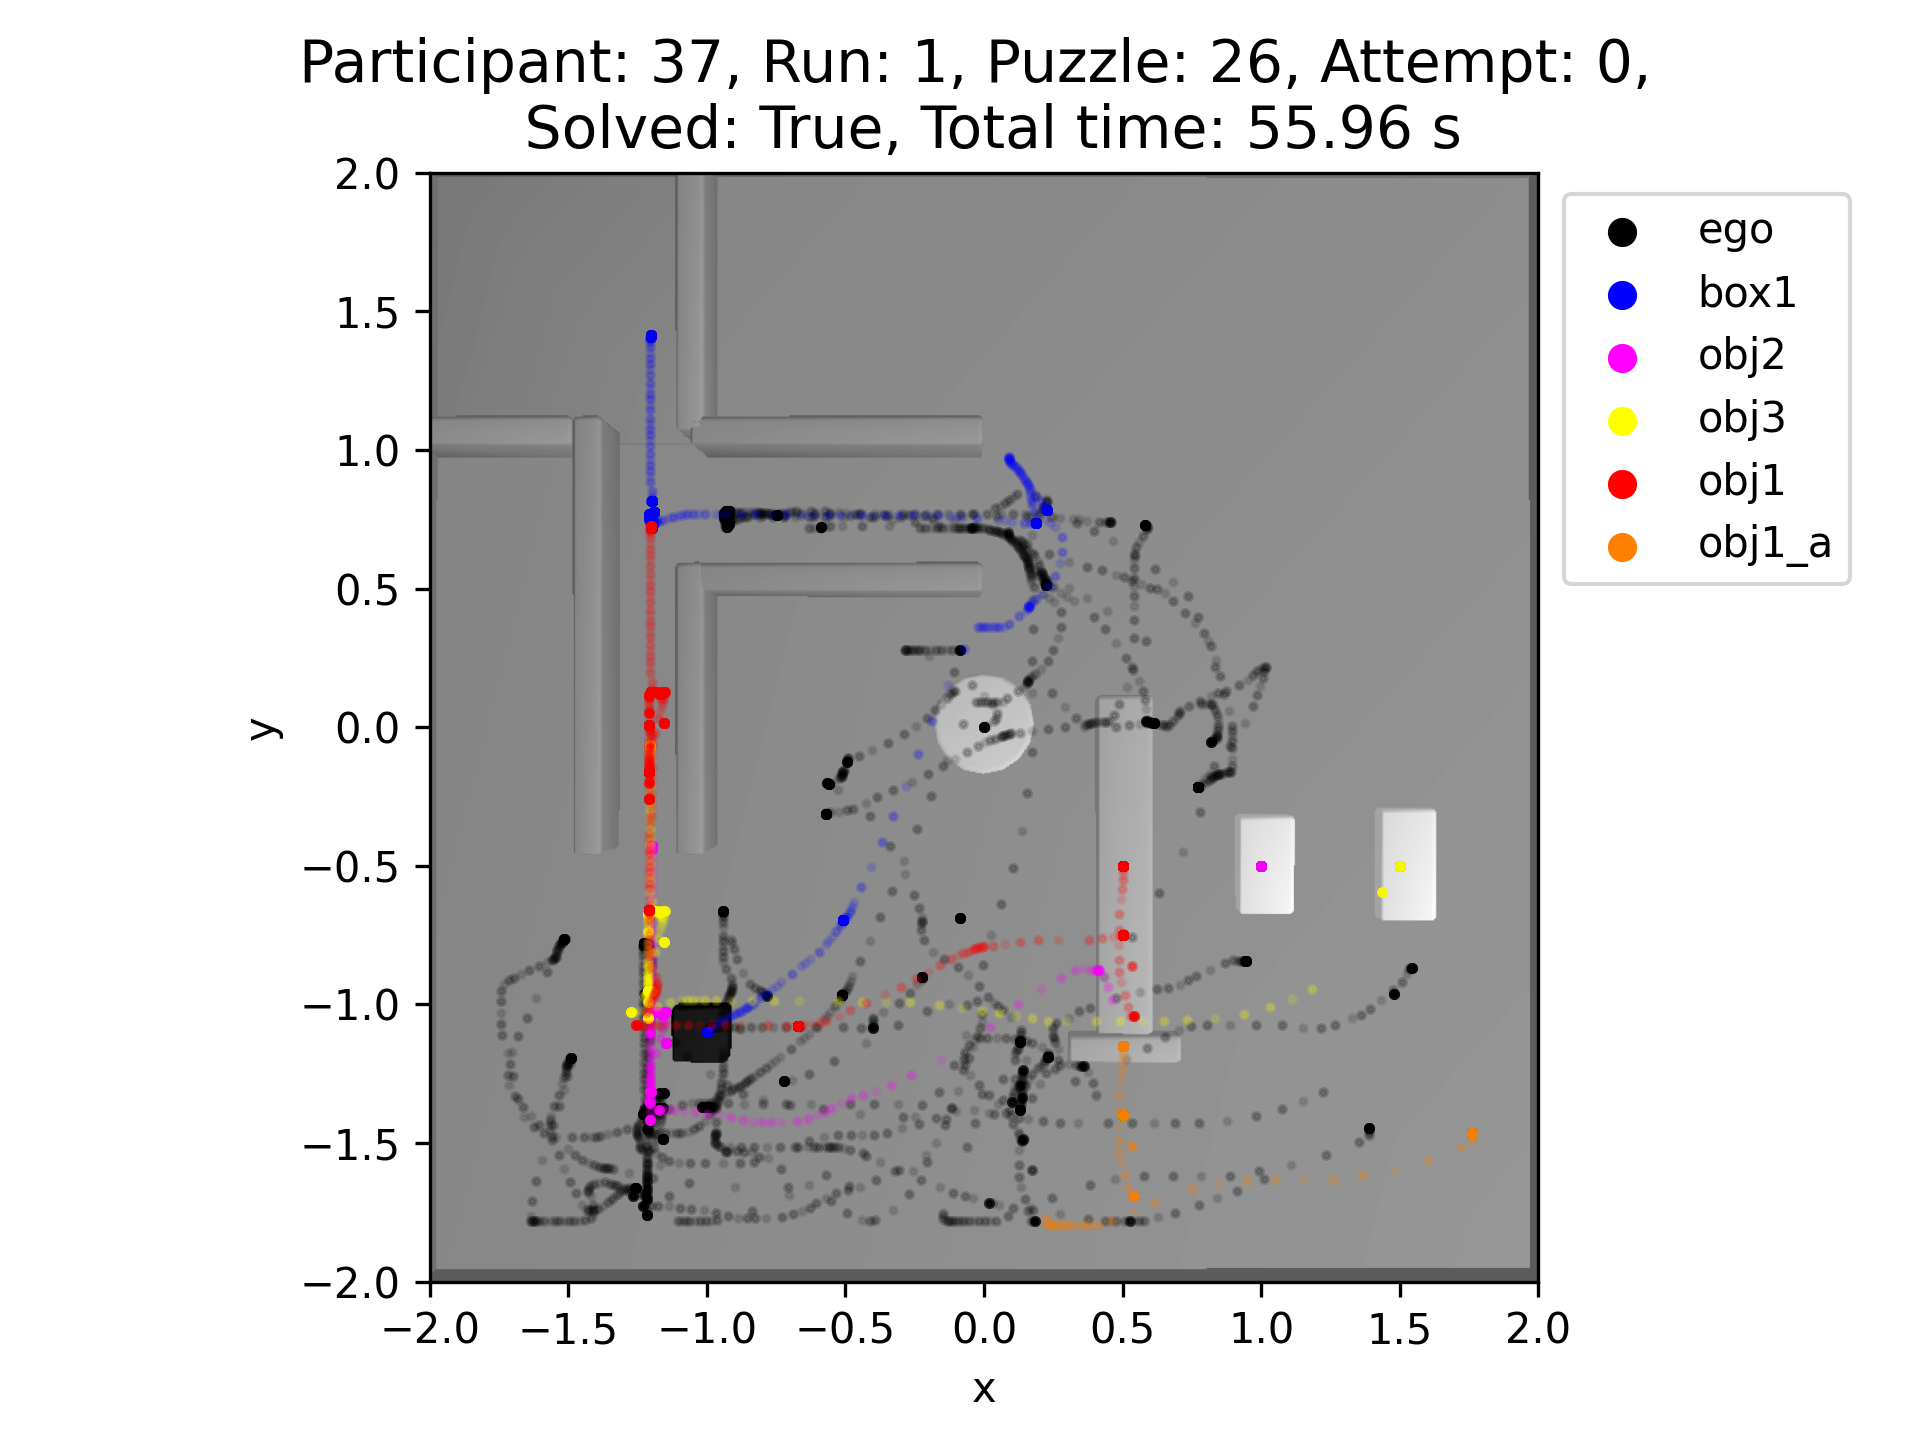 Participant: 37, Run: 1, Puzzle: 26, Attempt: 0,
Solved: True, Total time: 55.96 s
2.0
1.5
1.0
0.5
0.0
−0.5
−1.0
−1.5
−2.0
y
−2.0 −1.5 −1.0 −0.5 0.0 0.5 1.0 1.5 2.0
x
ego
box1
obj2
obj3
obj1
obj1_a